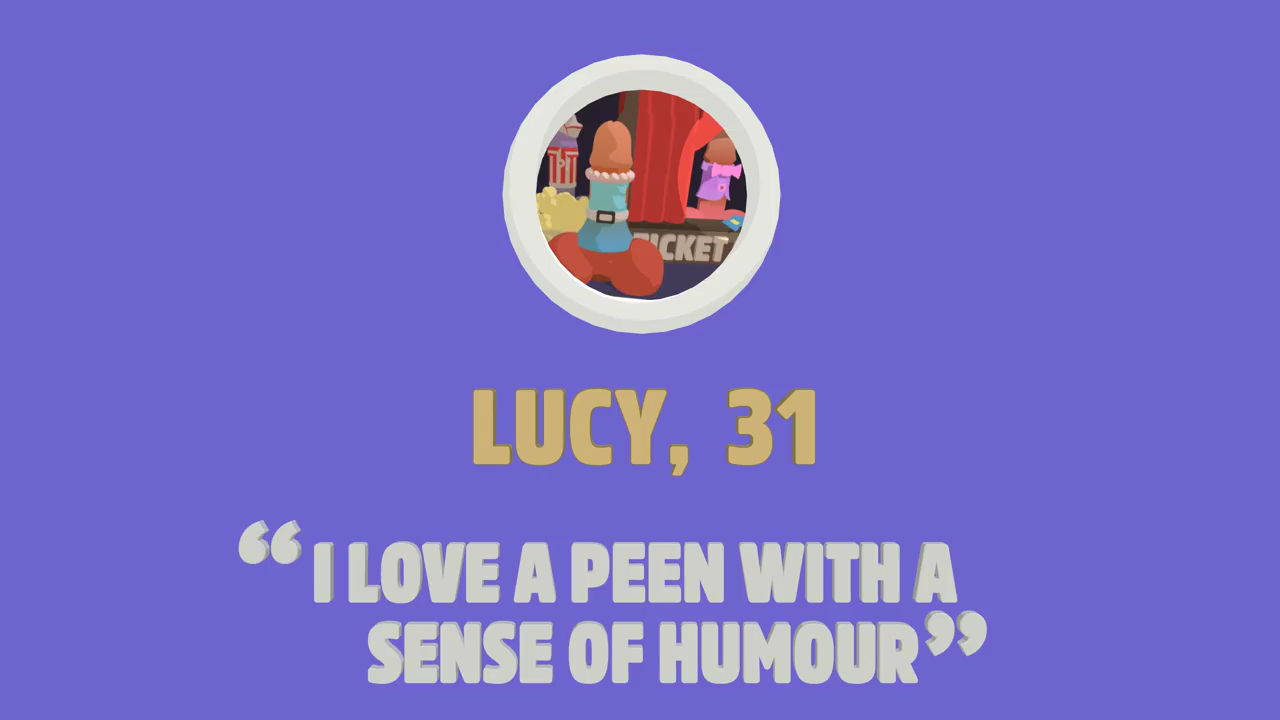 TICKET
LUCY, 31
“I LOVE A PEEN WITH A
SENSE OF HUMOUR”